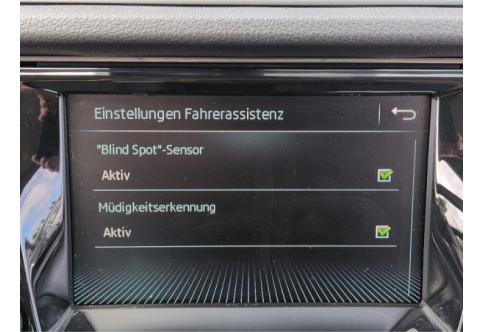 Einstellungen Fahrerassistenz
"Blind Spot"-Sensor
Aktiv
Müdigkeitserkennung
Aktiv